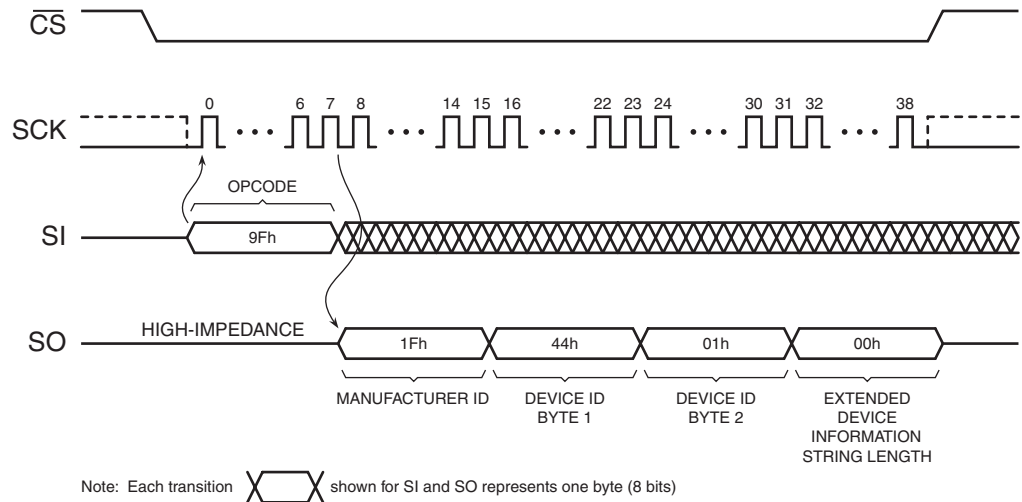 CS
SCK
0 6 7 8 14 15 16 22 23 24 30 31 32 38
OPCODE
SI
9Fh
HIGH-IMPEDANCE
SO
1Fh 44h 01h 00h
MANUFACTURER ID
DEVICE ID
BYTE 1
DEVICE ID
BYTE 2
EXTENDED
DEVICE
INFORMATION
STRING LENGTH
Note: Each transition shown for SI and SO represents one byte (8 bits)